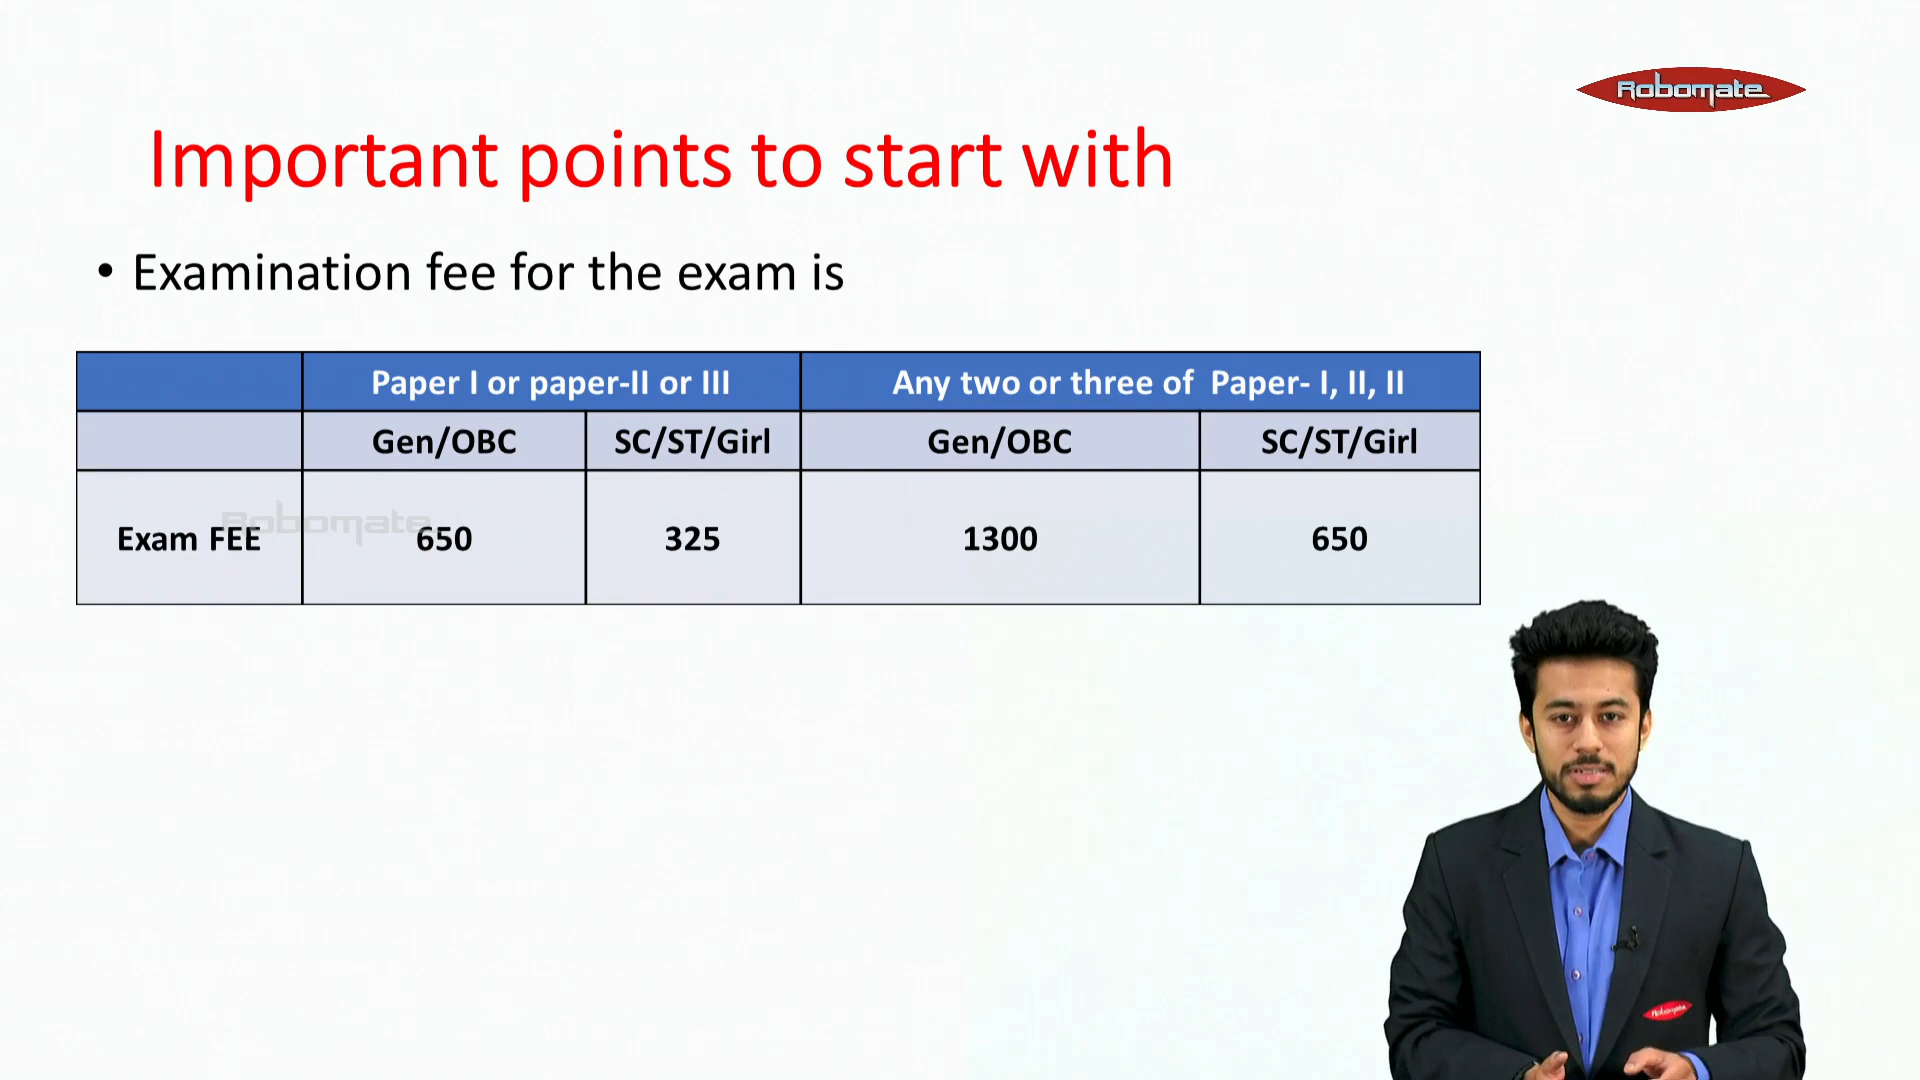 Robomate
Important points to start with
• Examination fee for the exam is
Paper I or paper-II or III Any two or three of Paper- I, II, II
Gen/OBC SC/ST/Girl Gen/OBC SC/ST/Girl
Robomate
Exam FEE 650 325 1300 650
Robomate